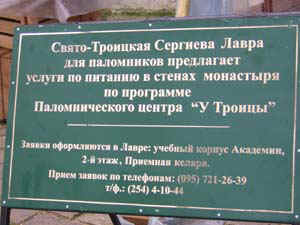 Свято-Троицкая Сергиева Лавра
для паломников предлагает
услуги по питанию в стенах монастыря
по программе
Паломнического центра “У Троицы”
Заявки оформляются в Лавре: учебный корпус Академии,
2-й этаж, Приемная келаря.
Прием заявок по телефонам: (095) 721-26-39
т/ф.: (254) 4-10-44